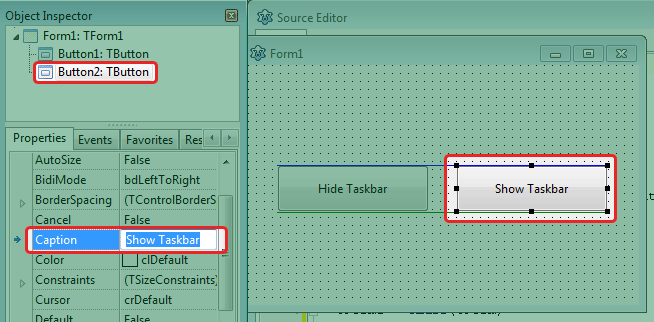 Object Inspector
Form1: TForm1
Button1: TButton
Button2: TButton
Properties Events Favorites Res
AutoSize False
BidiMode bdLeftToRight
BorderSpacing (TControlBorderS
Cancel False
Caption Show Taskbar
Color clDefault
Constraints (TSizeConstraints)
Cursor crDefault
Default False
Source Editor
Form1
Hide Taskbar
Show Taskbar